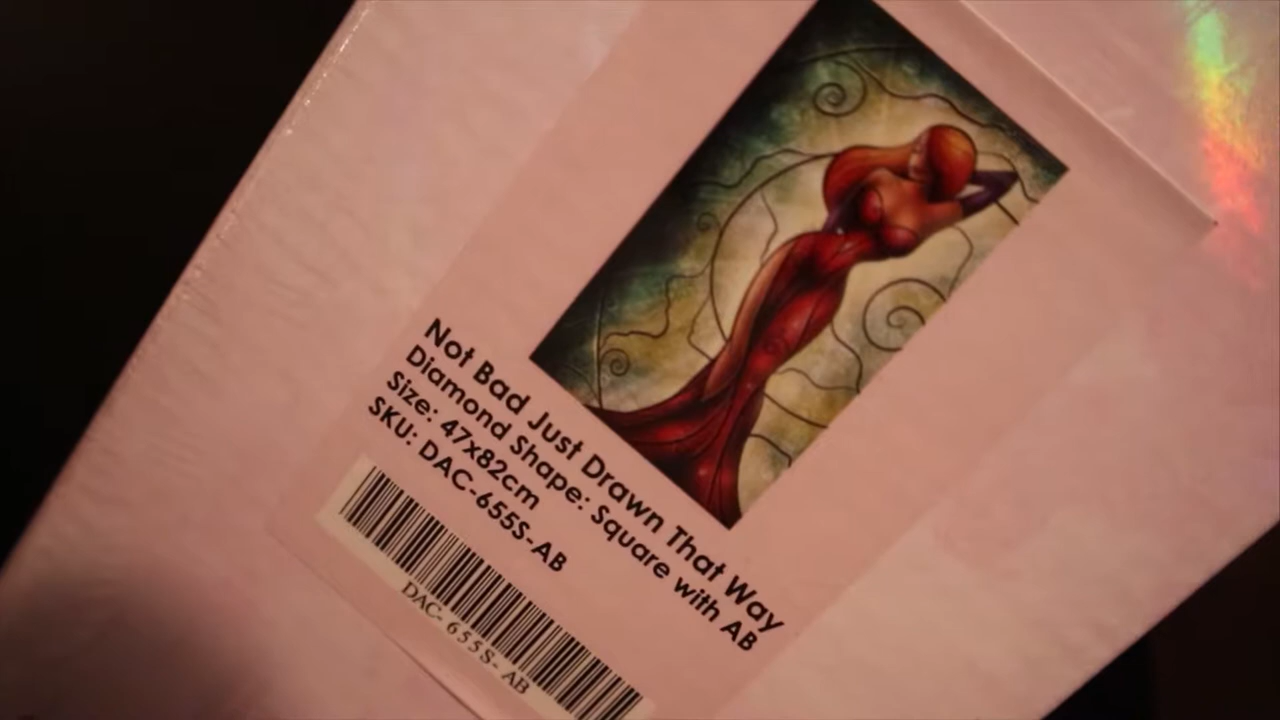 Not Bad Just Drawn That Way
Diamond Shape: Square with AB
Size: 47x82cm
SKU: DAC-655S-AB
DAC- 655S- AB